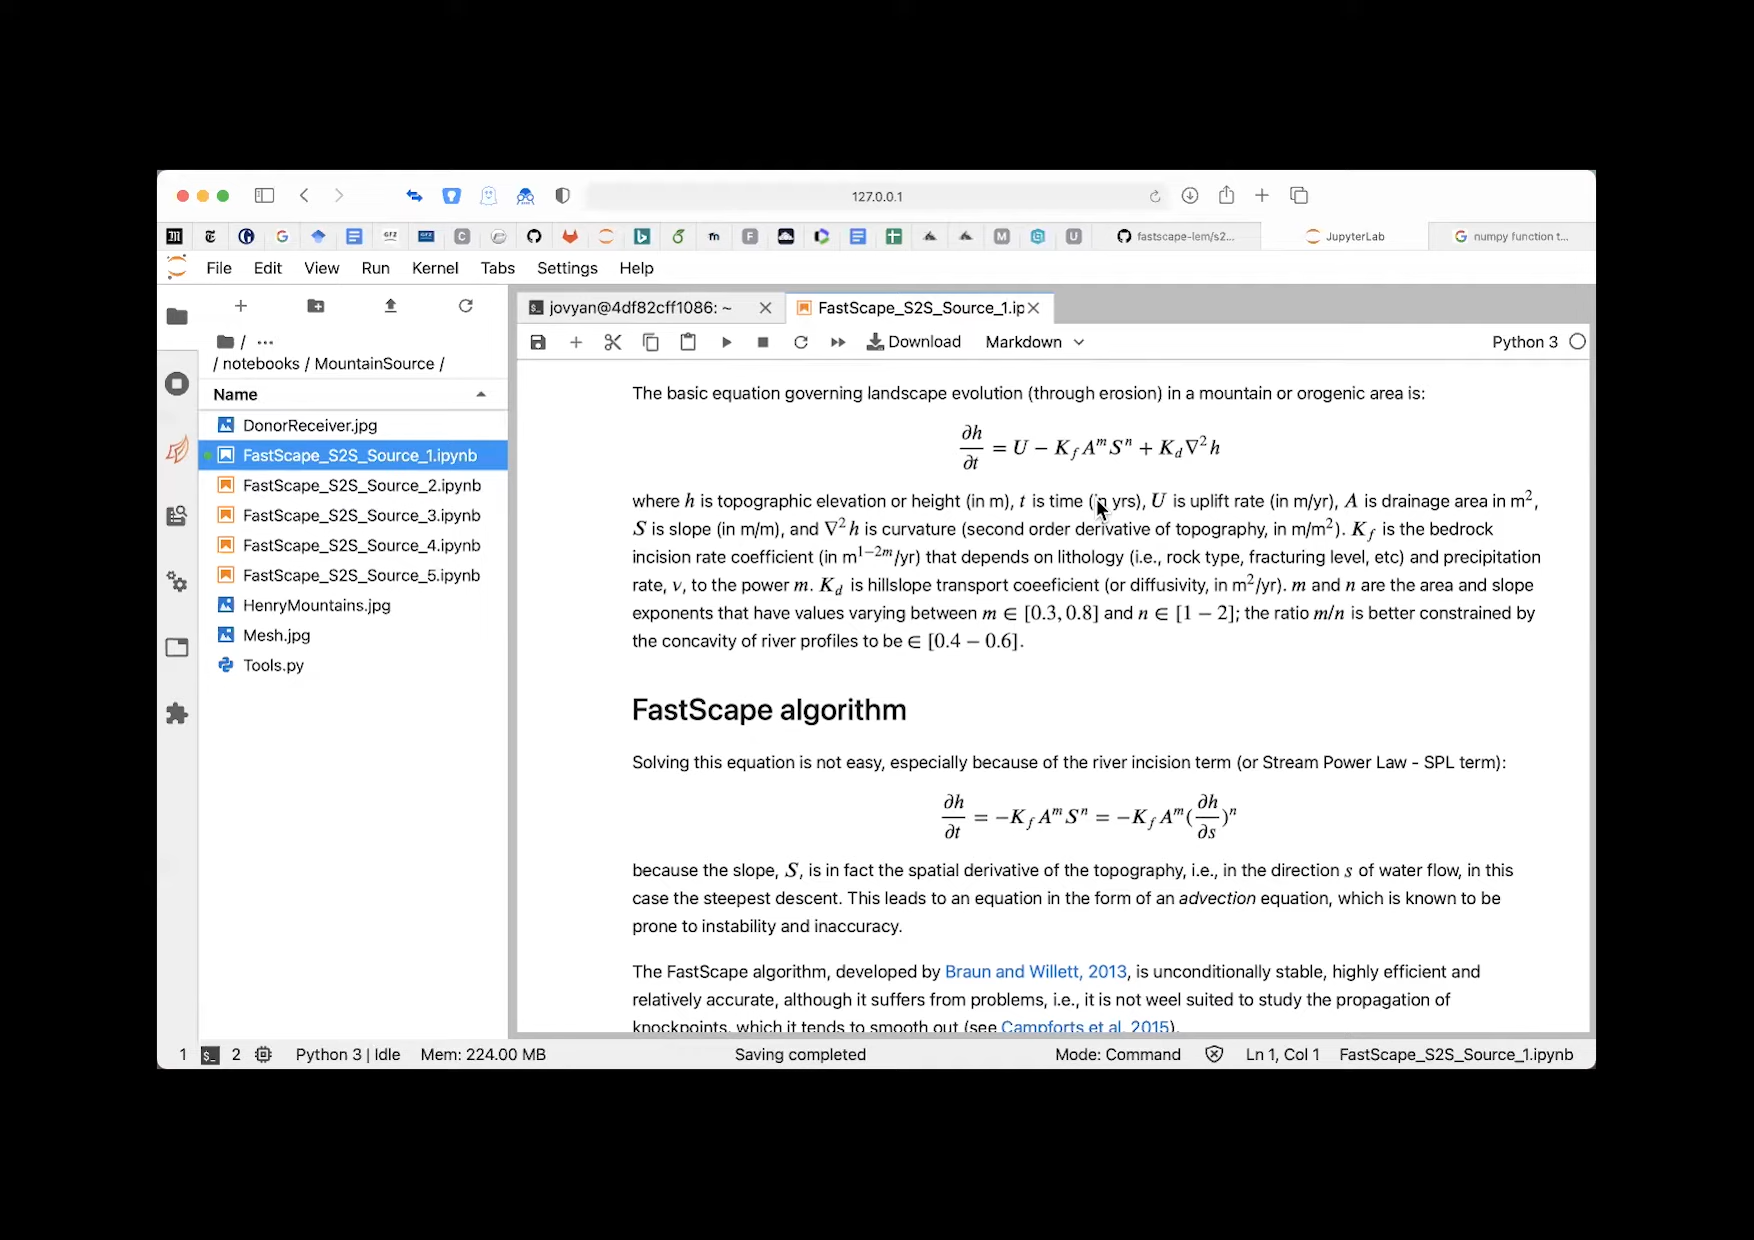 127.0.0.1
fastscape-lem/s2...
JupyterLab
numpy function t...
File Edit View Run Kernel Tabs Settings Help
jovyan@4df82cff1086: ~
FastScape_S2S_Source_1.ip
Download
Markdown
Python 3
/ ...
/ notebooks / MountainSource /
Name
DonorReceiver.jpg
FastScape_S2S_Source_1.ipynb
FastScape_S2S_Source_2.ipynb
FastScape_S2S_Source_3.ipynb
FastScape_S2S_Source_4.ipynb
FastScape_S2S_Source_5.ipynb
HenryMountains.jpg
Mesh.jpg
Tools.py
The basic equation governing landscape evolution (through erosion) in a mountain or orogenic area is:
∂h/∂t = U − K_f A^m S^n + K_d ∇²h
where h is topographic elevation or height (in m), t is time (in yrs), U is uplift rate (in m/yr), A is drainage area in m²,
S is slope (in m/m), and ∇²h is curvature (second order derivative of topography, in m/m²). K_f is the bedrock
incision rate coefficient (in m^{1−2m}/yr) that depends on lithology (i.e., rock type, fracturing level, etc) and precipitation
rate, ν, to the power m. K_d is hillslope transport coeeficient (or diffusivity, in m²/yr). m and n are the area and slope
exponents that have values varying between m ∈ [0.3, 0.8] and n ∈ [1 − 2]; the ratio m/n is better constrained by
the concavity of river profiles to be ∈ [0.4 − 0.6].
FastScape algorithm
Solving this equation is not easy, especially because of the river incision term (or Stream Power Law - SPL term):
∂h/∂t = −K_f A^m S^n = −K_f A^m (∂h/∂s)^n
because the slope, S, is in fact the spatial derivative of the topography, i.e., in the direction s of water flow, in this
case the steepest descent. This leads to an equation in the form of an advection equation, which is known to be
prone to instability and inaccuracy.
The FastScape algorithm, developed by Braun and Willett, 2013, is unconditionally stable, highly efficient and
relatively accurate, although it suffers from problems, i.e., it is not weel suited to study the propagation of
knockpoints, which it tends to smooth out (see Campforts et al, 2015).
1 2 Python 3 | Idle Mem: 224.00 MB Saving completed Mode: Command Ln 1, Col 1 FastScape_S2S_Source_1.ipynb